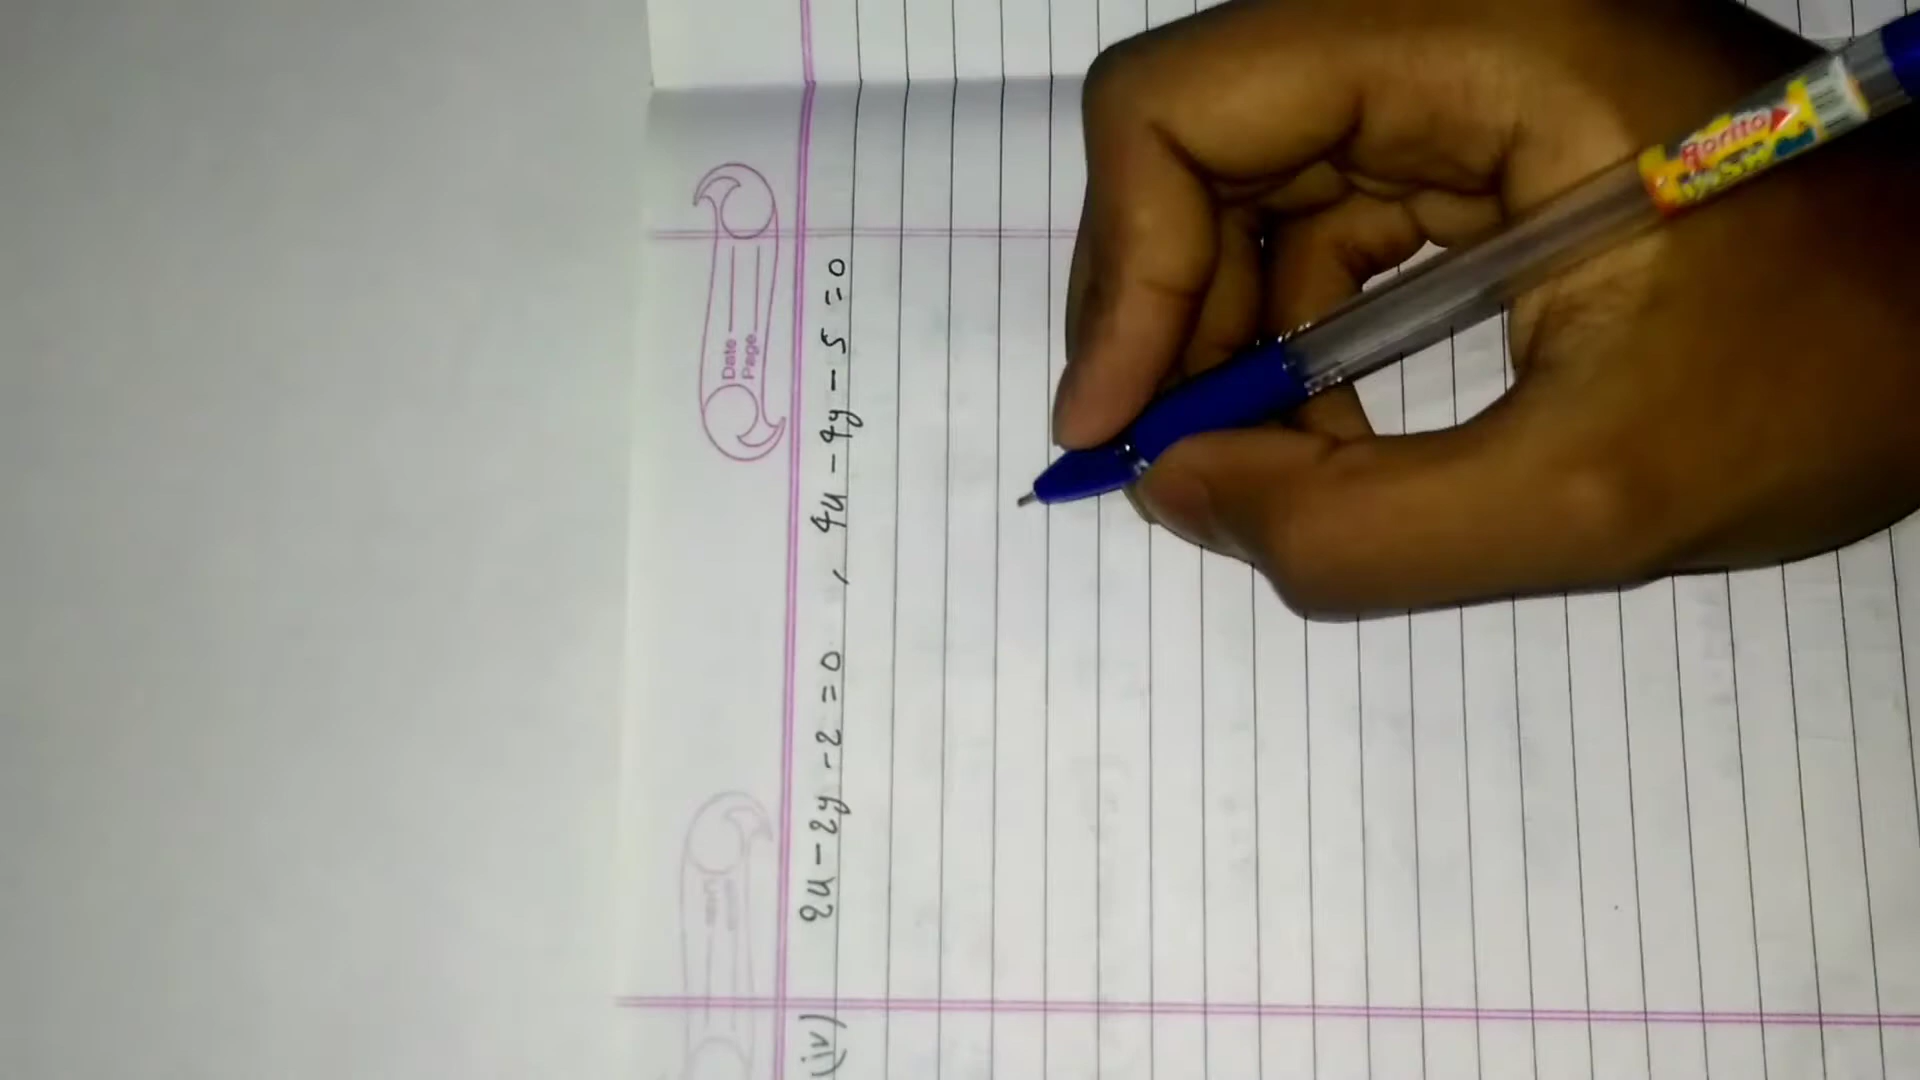 Date
Page
(iv) 2x - 2y - 2 = 0 , 4x - 4y - 5 = 0
Rorito